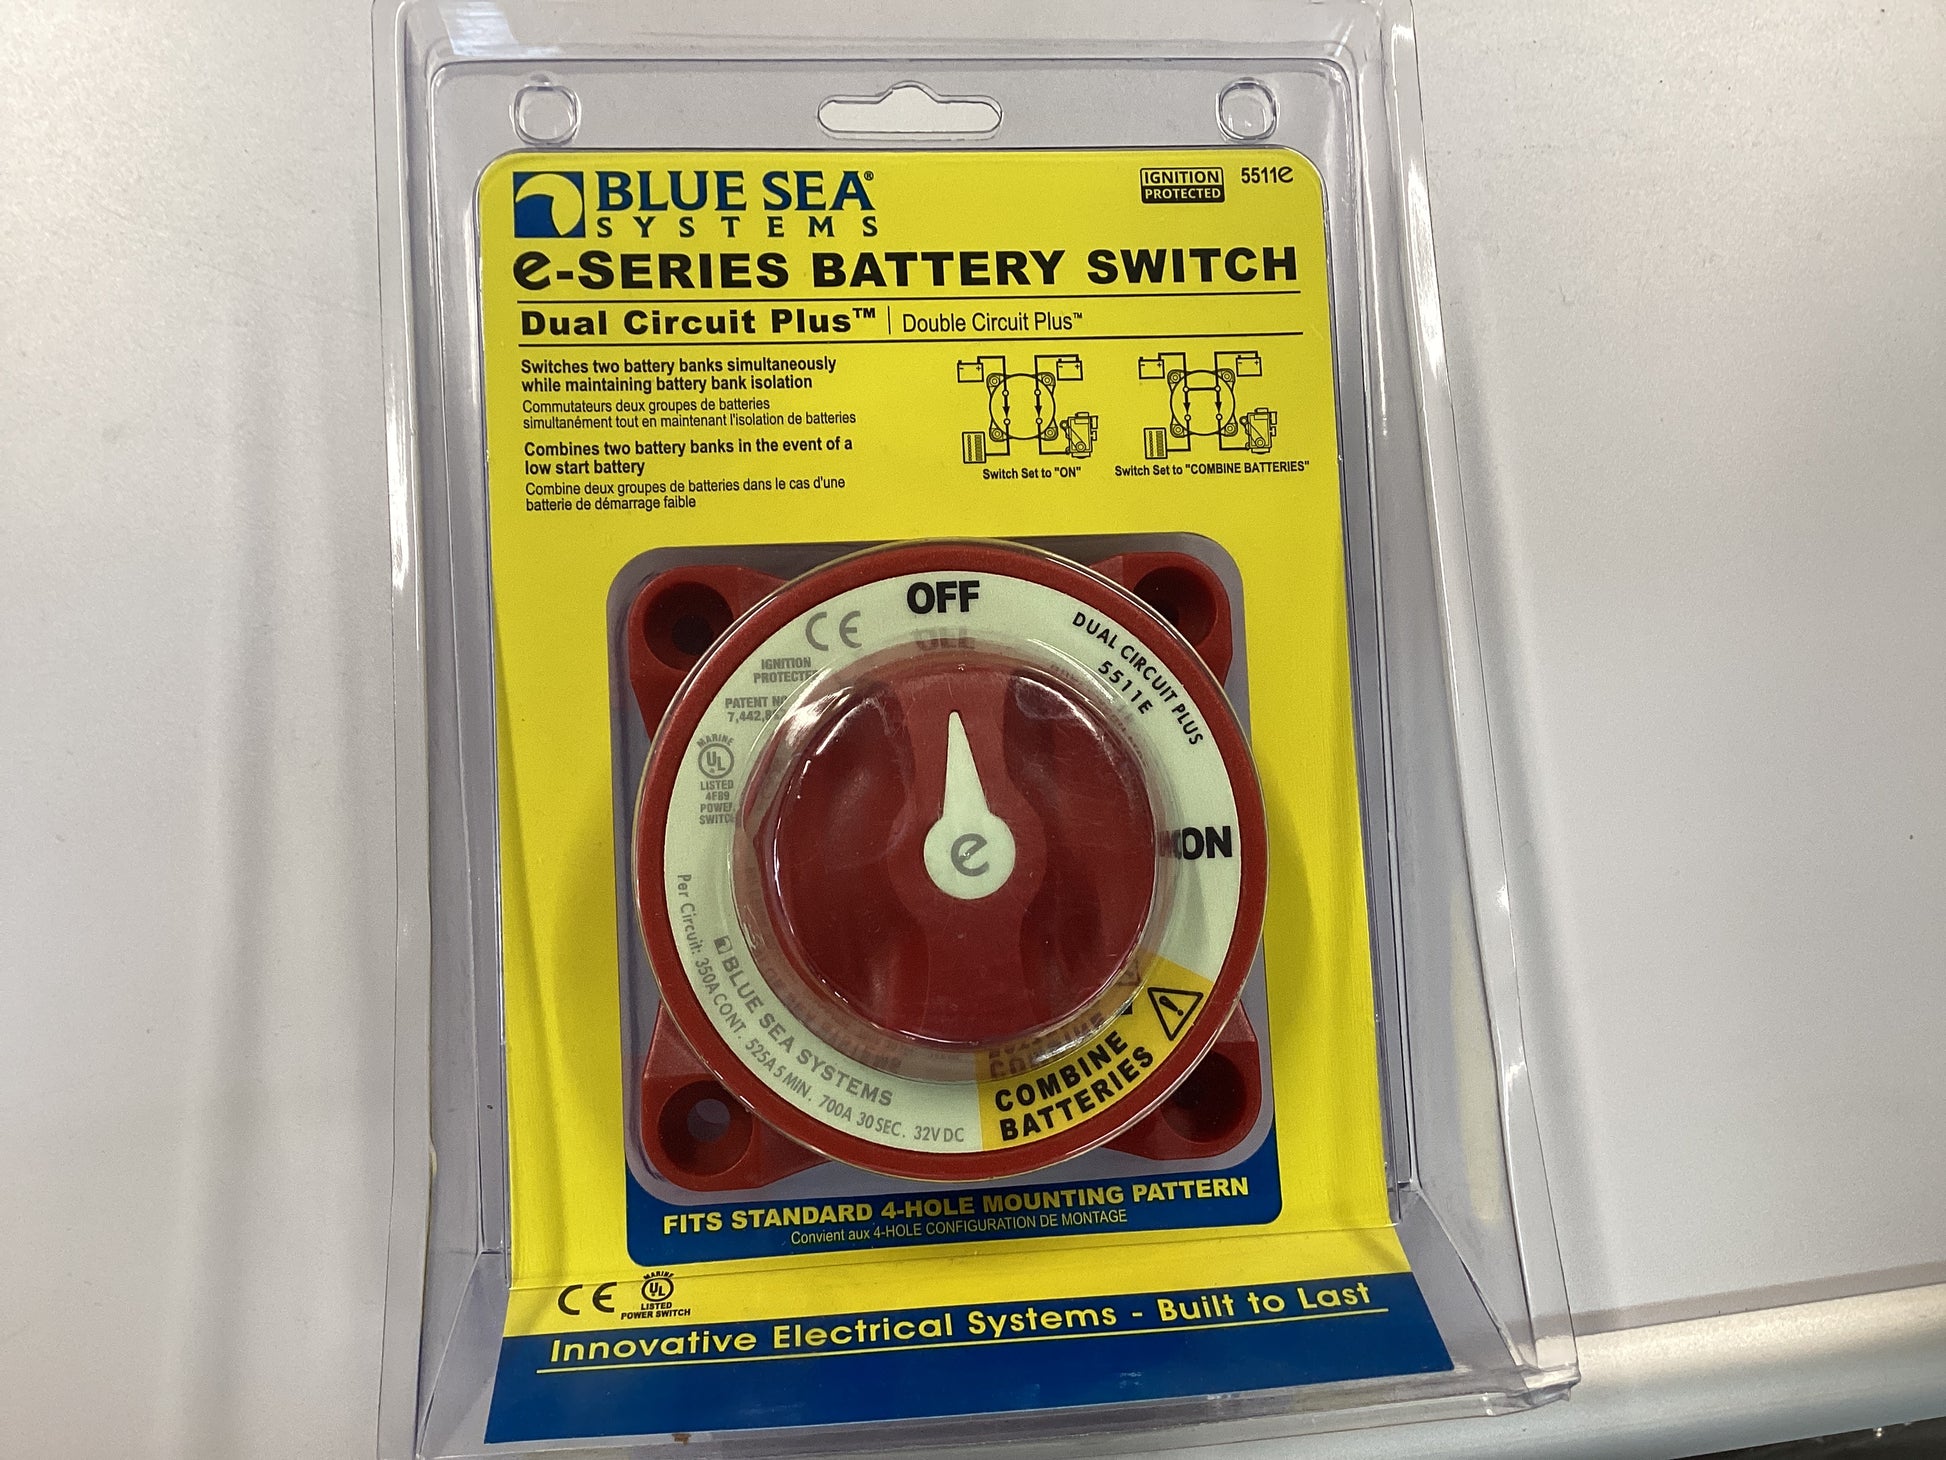 BLUE SEA®
SYSTEMS
IGNITION
PROTECTED
5511e
e-SERIES BATTERY SWITCH
Dual Circuit Plus™ | Double Circuit Plus™
Switches two battery banks simultaneously
while maintaining battery bank isolation
Commutateurs deux groupes de batteries
simultanément tout en maintenant l'isolation de batteries
Combines two battery banks in the event of a
low start battery
Combine deux groupes de batteries dans le cas d'une
batterie de démarrage faible
Switch Set to "ON"
Switch Set to "COMBINE BATTERIES"
OFF
CE
IGNITION
PATENT
7,442,
MARINE
UL
LISTED
4F89
POWER
SWITCH
DUAL CIRCUIT PLUS
5511E
ON
e
COMBINE
BATTERIES
BLUE SEA SYSTEMS
Per Circuit: 350A CONT. 525A 5 MIN. 700A 30 SEC. 32V DC
FITS STANDARD 4-HOLE MOUNTING PATTERN
Convient aux 4-HOLE CONFIGURATION DE MONTAGE
CE
MARINE
UL
LISTED
POWER SWITCH
Innovative Electrical Systems - Built to Last